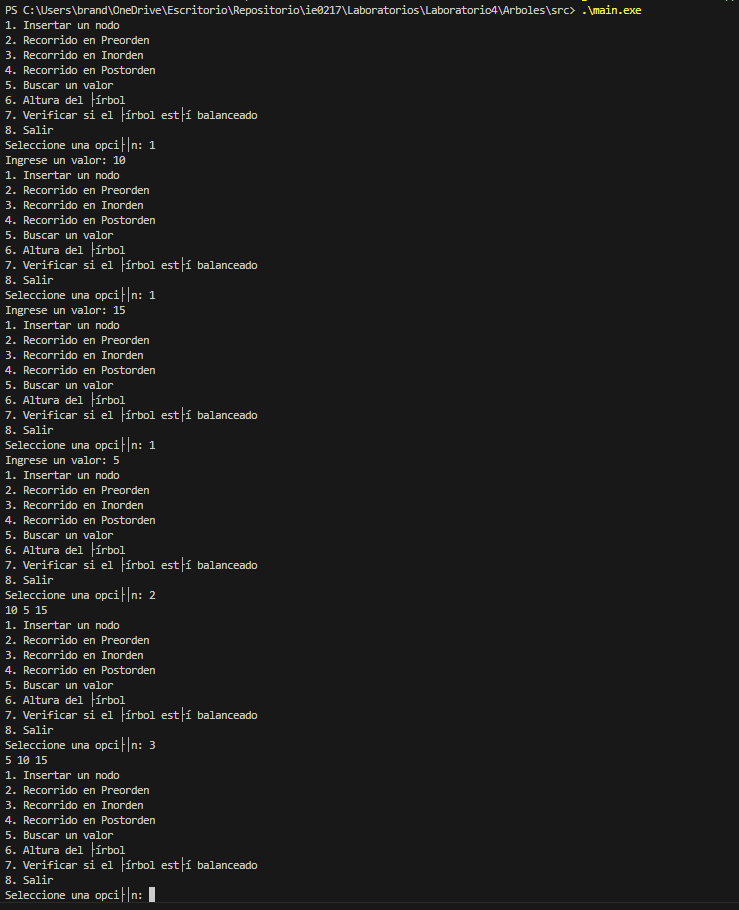 PS C:\Users\brand\OneDrive\Escritorio\Repositorio\ie0217\Laboratorios\Laboratorio4\Arboles\src> .\main.exe
1. Insertar un nodo
2. Recorrido en Preorden
3. Recorrido en Inorden
4. Recorrido en Postorden
5. Buscar un valor
6. Altura del ├írbol
7. Verificar si el ├írbol est├í balanceado
8. Salir
Seleccione una opci├│n: 1
Ingrese un valor: 10
1. Insertar un nodo
2. Recorrido en Preorden
3. Recorrido en Inorden
4. Recorrido en Postorden
5. Buscar un valor
6. Altura del ├írbol
7. Verificar si el ├írbol est├í balanceado
8. Salir
Seleccione una opci├│n: 1
Ingrese un valor: 15
1. Insertar un nodo
2. Recorrido en Preorden
3. Recorrido en Inorden
4. Recorrido en Postorden
5. Buscar un valor
6. Altura del ├írbol
7. Verificar si el ├írbol est├í balanceado
8. Salir
Seleccione una opci├│n: 1
Ingrese un valor: 5
1. Insertar un nodo
2. Recorrido en Preorden
3. Recorrido en Inorden
4. Recorrido en Postorden
5. Buscar un valor
6. Altura del ├írbol
7. Verificar si el ├írbol est├í balanceado
8. Salir
Seleccione una opci├│n: 2
10 5 15
1. Insertar un nodo
2. Recorrido en Preorden
3. Recorrido en Inorden
4. Recorrido en Postorden
5. Buscar un valor
6. Altura del ├írbol
7. Verificar si el ├írbol est├í balanceado
8. Salir
Seleccione una opci├│n: 3
5 10 15
1. Insertar un nodo
2. Recorrido en Preorden
3. Recorrido en Inorden
4. Recorrido en Postorden
5. Buscar un valor
6. Altura del ├írbol
7. Verificar si el ├írbol est├í balanceado
8. Salir
Seleccione una opci├│n: